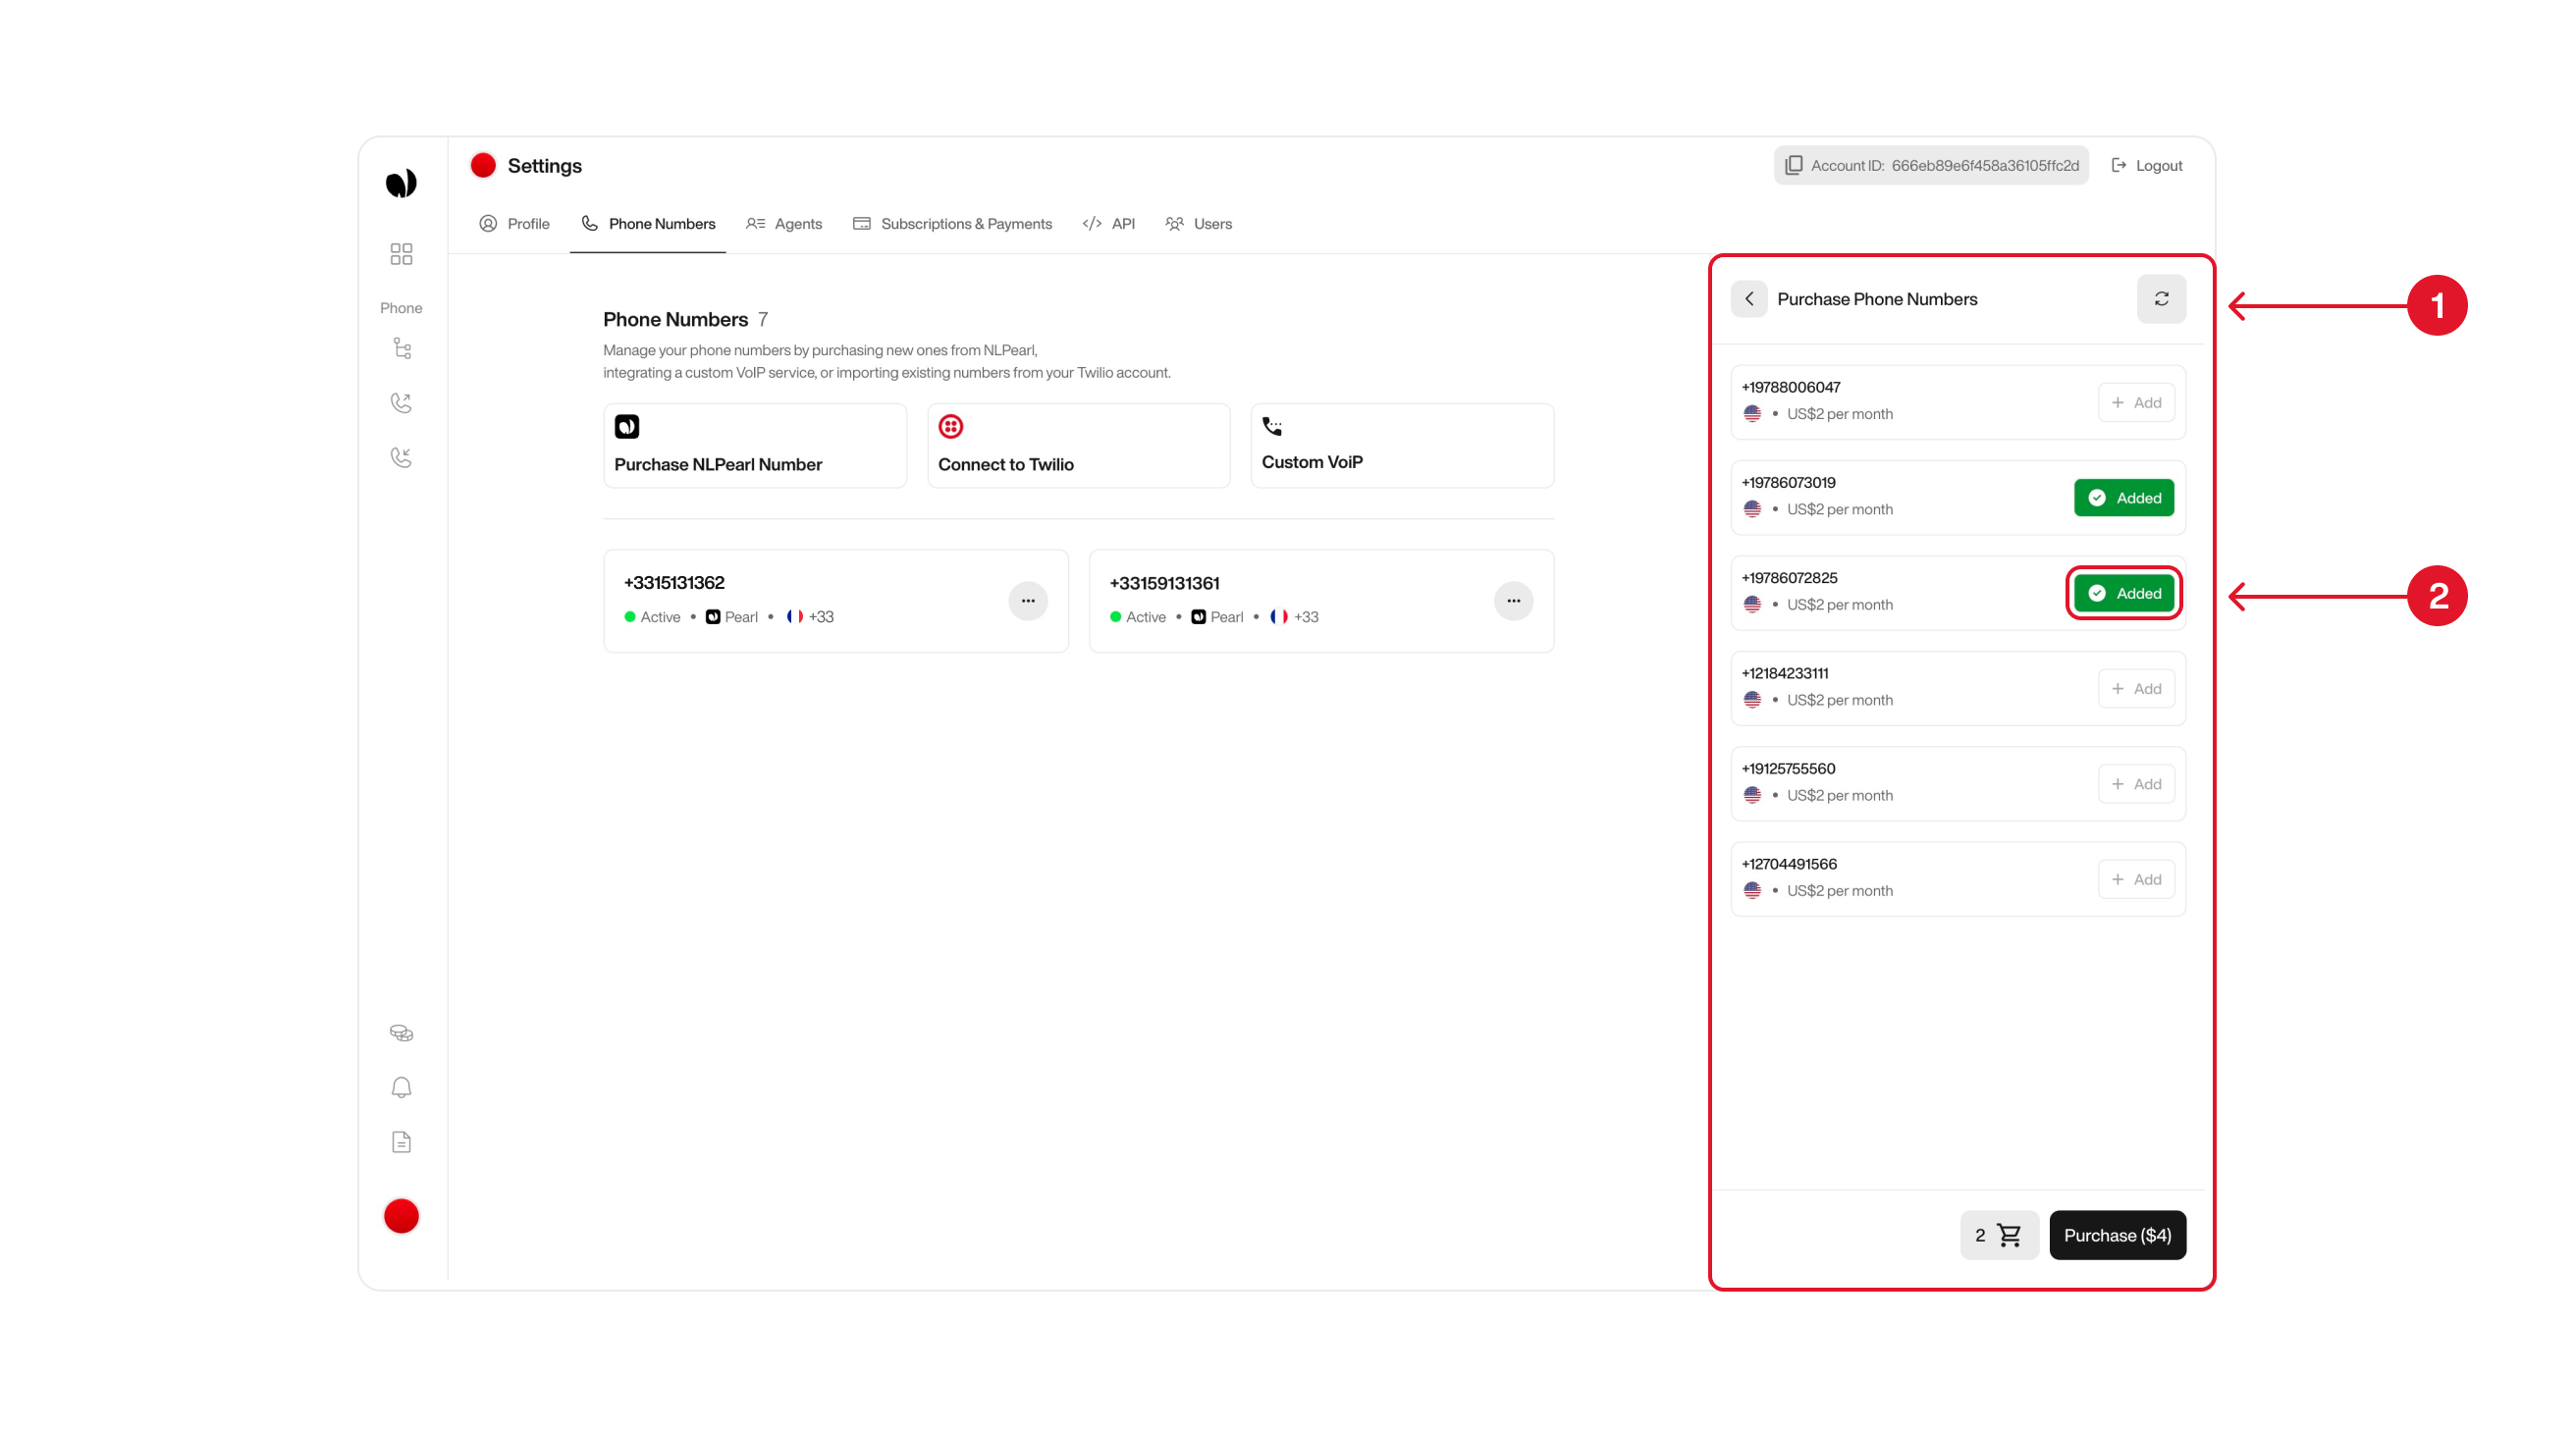 Settings
Account ID: 666eb89e6f458a36105ffc2d
Logout
Profile
Phone Numbers
Agents
Subscriptions & Payments
API
Users
Phone
Phone Numbers 7
Manage your phone numbers by purchasing new ones from NLPearl,
integrating a custom VoIP service, or importing existing numbers from your Twilio account.
Purchase NLPearl Number
Connect to Twilio
Custom VoiP
+3315131362
Active • Pearl • +33
+33159131361
Active • Pearl • +33
Purchase Phone Numbers
+19788006047
• US$2 per month
+ Add
+19786073019
• US$2 per month
Added
+19786072825
• US$2 per month
Added
+12184233111
• US$2 per month
+ Add
+19125755560
• US$2 per month
+ Add
+12704491566
• US$2 per month
+ Add
2
Purchase ($4)
1
2